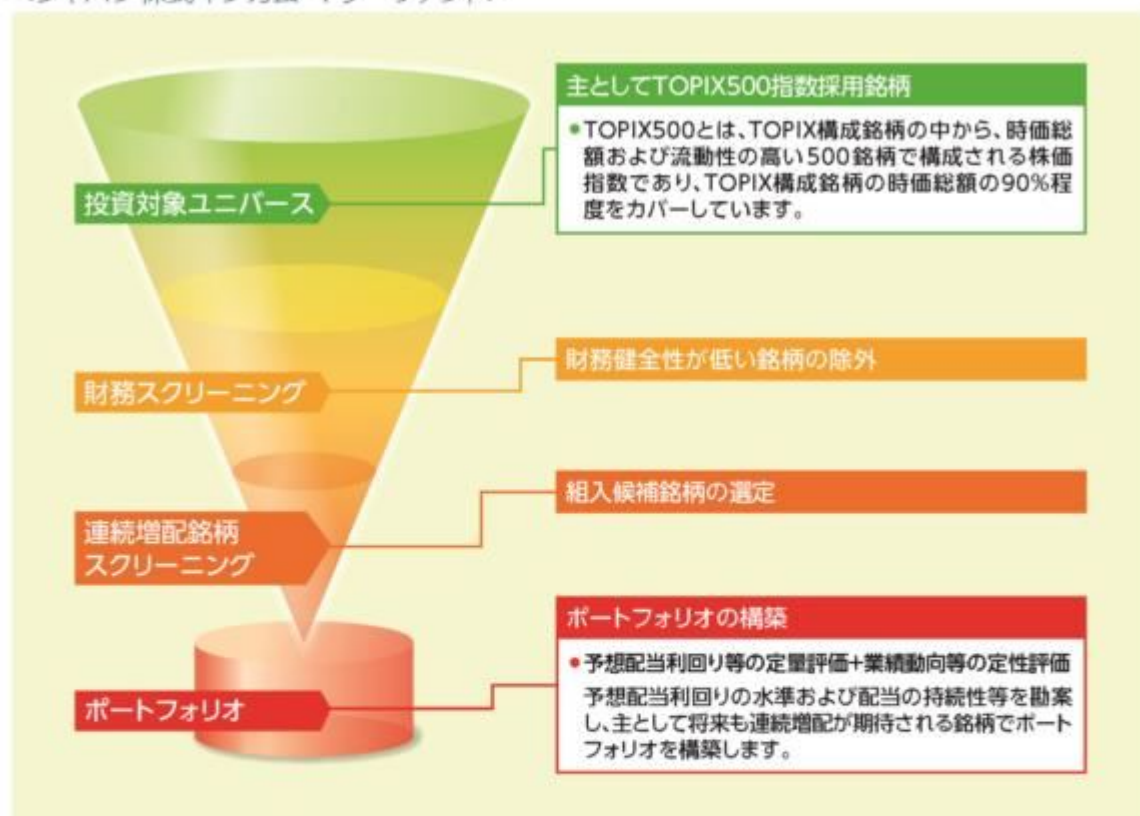 主としてTOPIX500指数採用銘柄
•TOPIX500とは、TOPIX構成銘柄の中から、時価総
額および流動性の高い500銘柄で構成される株価
指数であり、TOPIX構成銘柄の時価総額の90%程
度をカバーしています。
投資対象ユニバース
財務健全性が低い銘柄の除外
財務スクリーニング
組入候補銘柄の選定
連続増配銘柄
スクリーニング
ポートフォリオの構築
•予想配当利回り等の定量評価+業績動向等の定性評価
予想配当利回りの水準および配当の持続性等を勘案
し、主として将来も連続増配が期待される銘柄でポート
フォリオを構築します。
ポートフォリオ